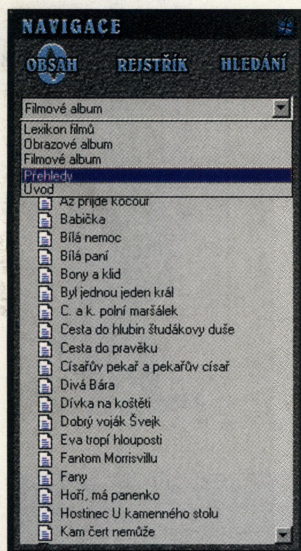 NAVIGACE
OBSAH REJSTŘÍK HLEDÁNÍ
Filmové album
Lexikon filmů
Obrazové album
Filmové album
Přehledy
Úvod
Až přijde kocour
Babička
Bílá nemoc
Bílá paní
Bony a klid
Byl jednou jeden král
C. a k. polní maršálek
Cesta do hlubin študákovy duše
Cesta do pravěku
Císařův pekař a pekařův císař
Divá Bára
Dívka na koštěti
Dobrý voják Švejk
Eva tropí hlouposti
Fantom Morrisvillu
Fany
Hoří, má panenko
Hostinec U kamenného stolu
Kam čert nemůže